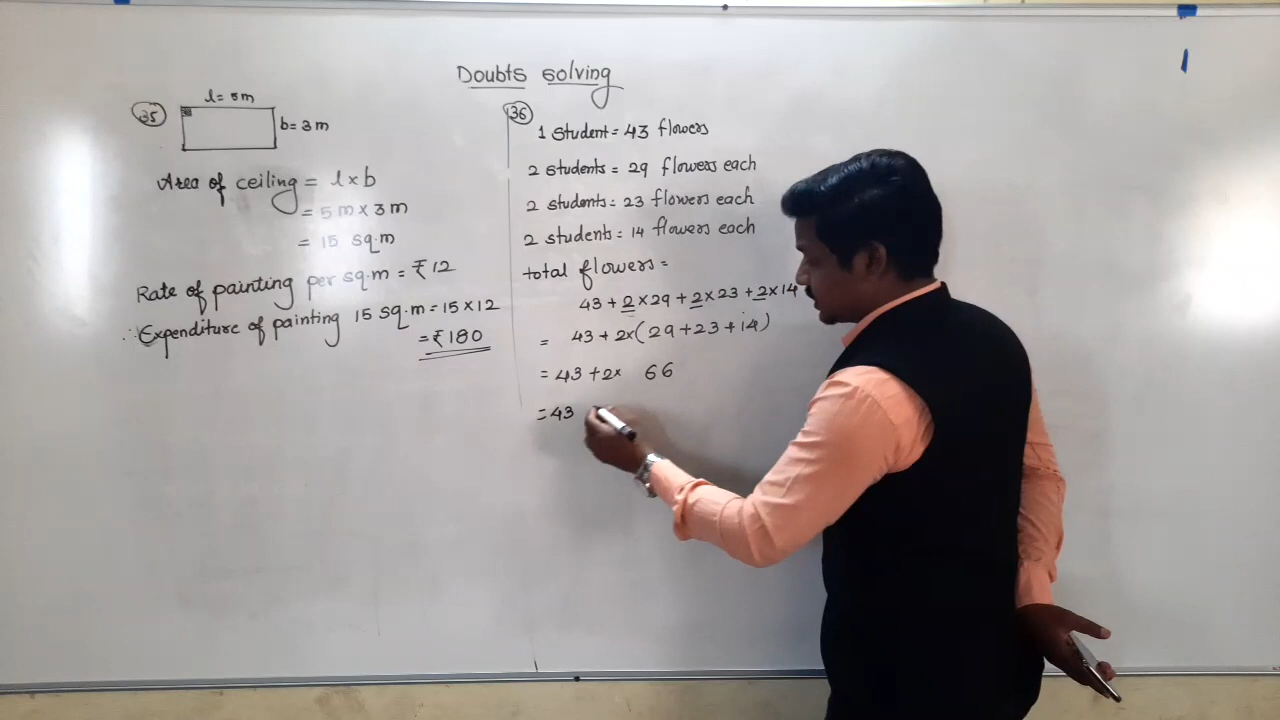 Doubts solving
35
l = 5m
b = 3 m
Area of ceiling = l × b
= 5 m × 3 m
= 15 sq.m
Rate of painting per sq.m = ₹ 12
∴ Expenditure of painting 15 sq.m = 15 × 12
= ₹ 180
36
1 student = 43 flowers
2 students = 29 flowers each
2 students = 23 flowers each
2 students = 14 flowers each
total flowers =
43 + 2 × 29 + 2 × 23 + 2 × 14
= 43 + 2 × ( 29 + 23 + 14 )
= 43 + 2 × 66
= 43